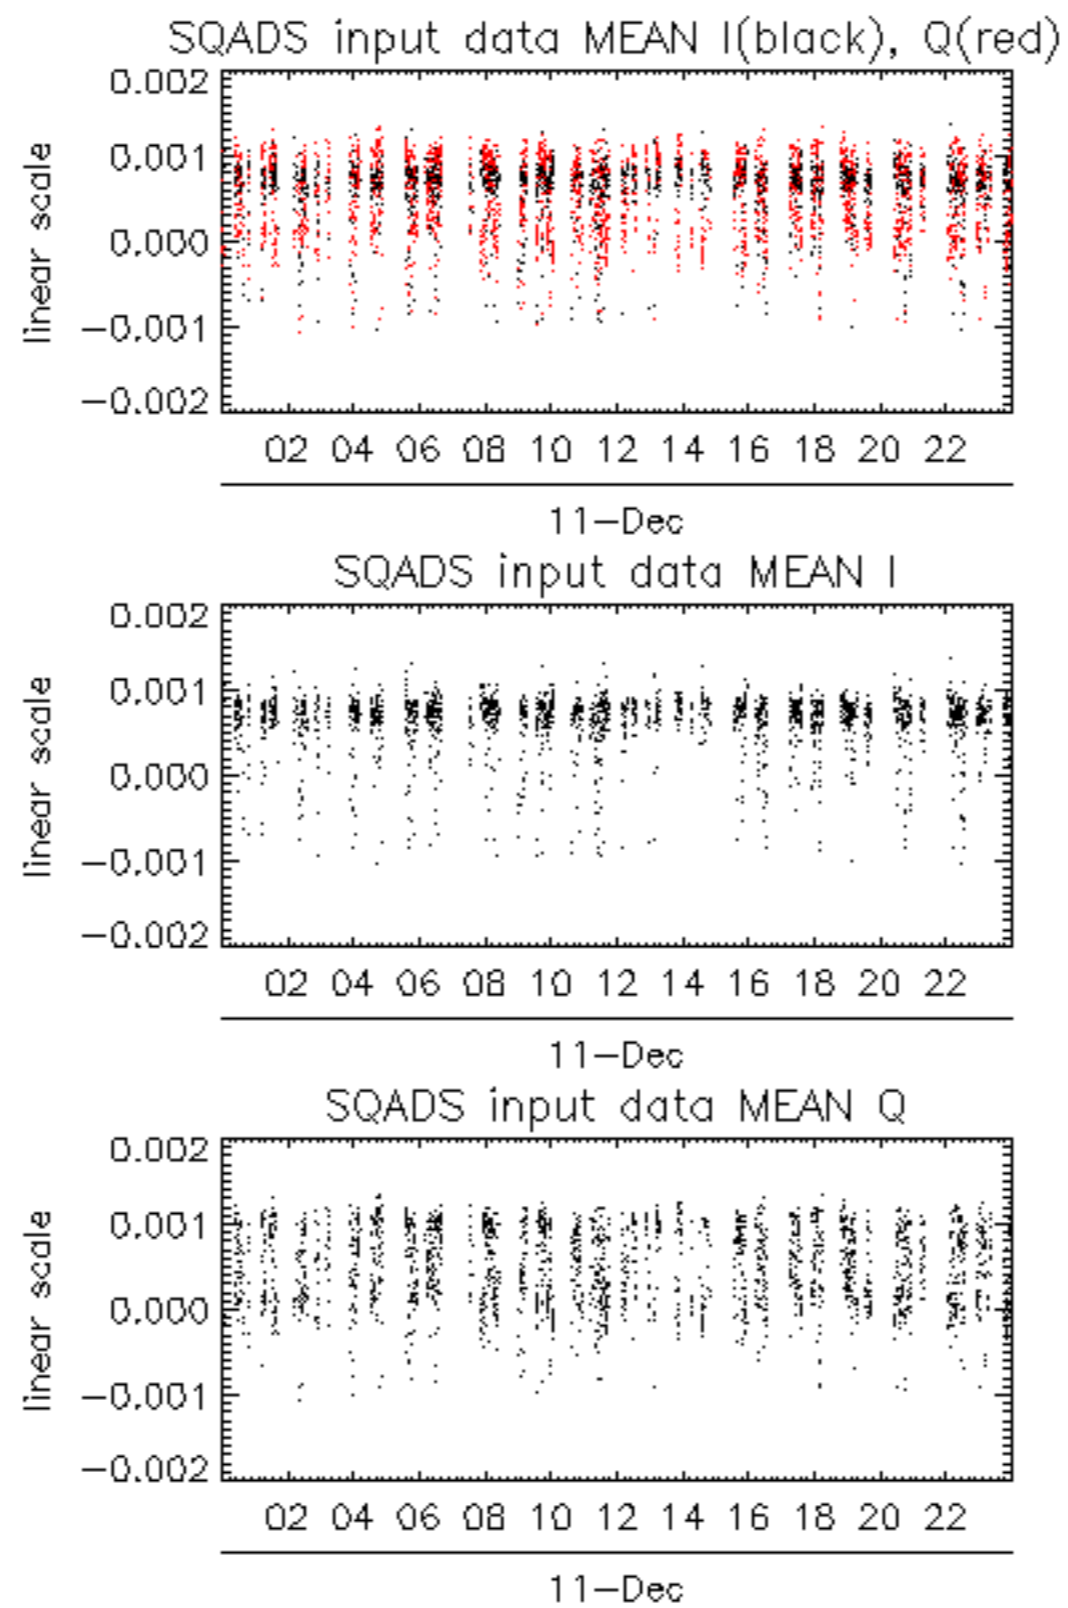 SQADS input data MEAN I(black), Q(red)
0.002
0.001
0.000
−0.001
−0.002
linear scale
02 04 06 08 10 12 14 16 18 20 22
11−Dec
SQADS input data MEAN I
0.002
0.001
0.000
−0.001
−0.002
linear scale
02 04 06 08 10 12 14 16 18 20 22
11−Dec
SQADS input data MEAN Q
0.002
0.001
0.000
−0.001
−0.002
linear scale
02 04 06 08 10 12 14 16 18 20 22
11−Dec